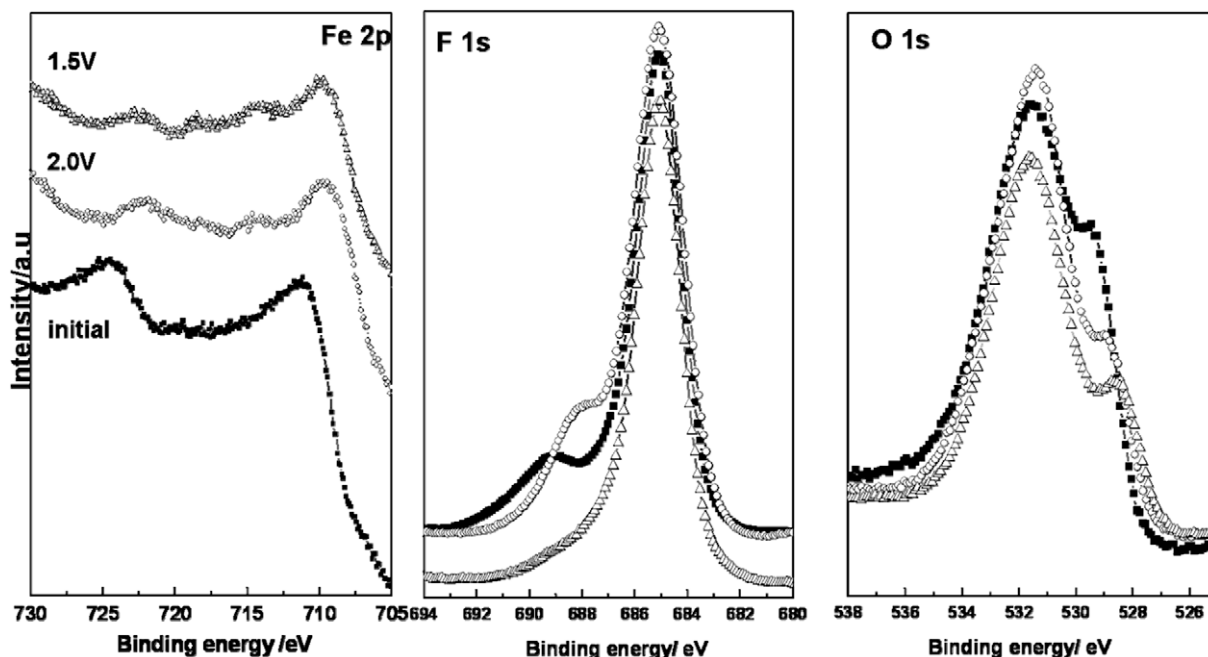 Fe 2p
1.5V
2.0V
initial
Intensity/a.u
730 725 720 715 710 705
Binding energy /eV
F 1s
694 692 690 688 686 684 682 680
Binding energy/ eV
O 1s
538 536 534 532 530 528 526
Binding energy/ eV